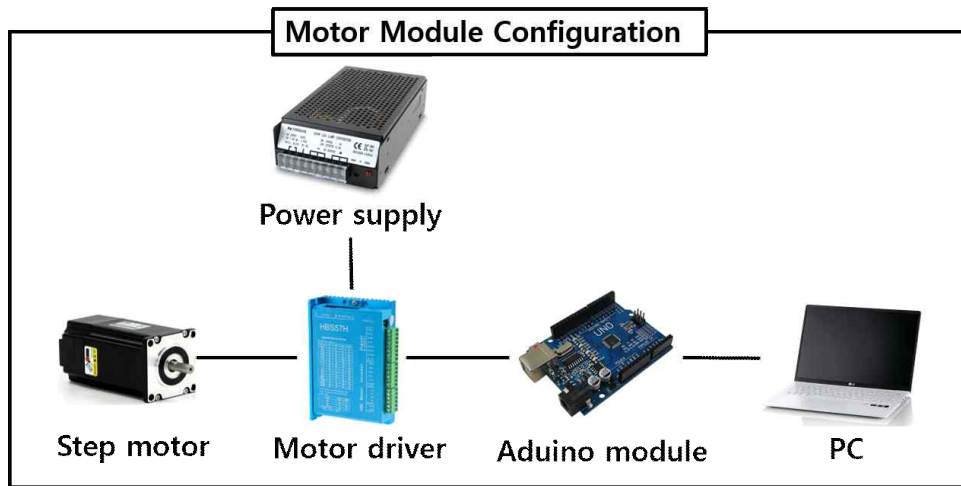 Motor Module Configuration
Power supply
HBS57H
UNO
Step motor
Motor driver
Aduino module
PC